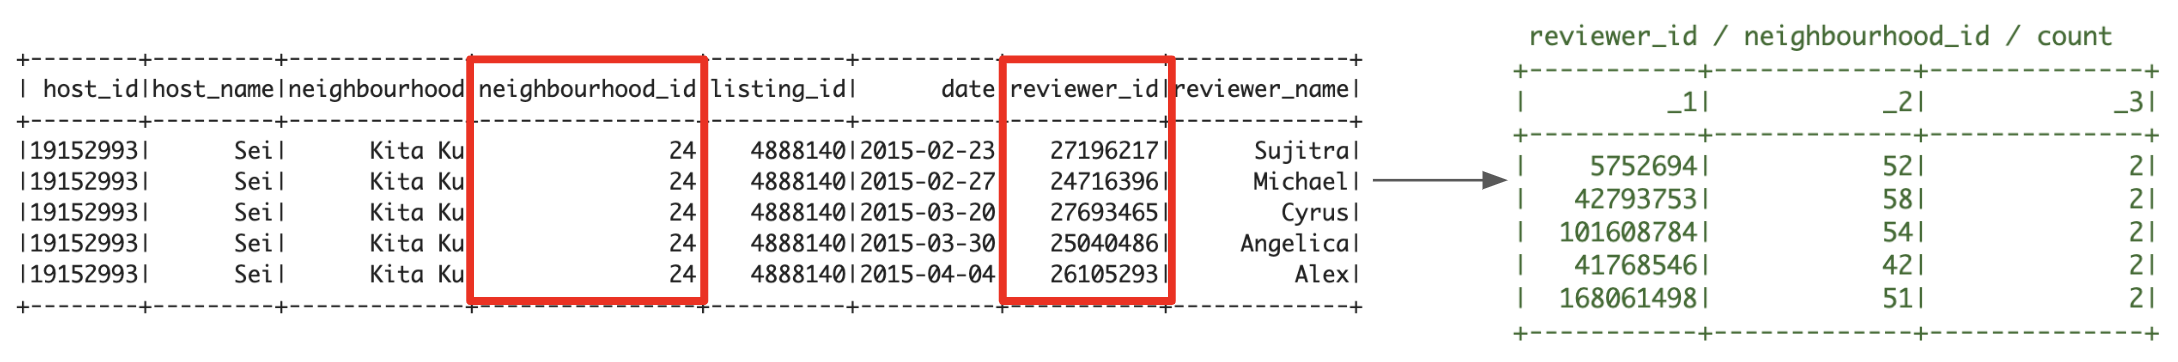 +--------+---------+-------------+----------------+----------+----------+-----------+-------------+
| host_id|host_name|neighbourhood|neighbourhood_id|listing_id|      date|reviewer_id|reviewer_name|
+--------+---------+-------------+----------------+----------+----------+-----------+-------------+
|19152993|      Sei|      Kita Ku|              24|   4888140|2015-02-23|   27196217|      Sujitra|
|19152993|      Sei|      Kita Ku|              24|   4888140|2015-02-27|   24716396|      Michael|
|19152993|      Sei|      Kita Ku|              24|   4888140|2015-03-20|   27693465|        Cyrus|
|19152993|      Sei|      Kita Ku|              24|   4888140|2015-03-30|   25040486|     Angelica|
|19152993|      Sei|      Kita Ku|              24|   4888140|2015-04-04|   26105293|         Alex|
+--------+---------+-------------+----------------+----------+----------+-----------+-------------+
reviewer_id / neighbourhood_id / count
+-----------+-------------+--------------+
|         _1|           _2|            _3|
+-----------+-------------+--------------+
|    5752694|           52|             2|
|   42793753|           58|             2|
|  101608784|           54|             2|
|   41768546|           42|             2|
|  168061498|           51|             2|
+-----------+-------------+--------------+